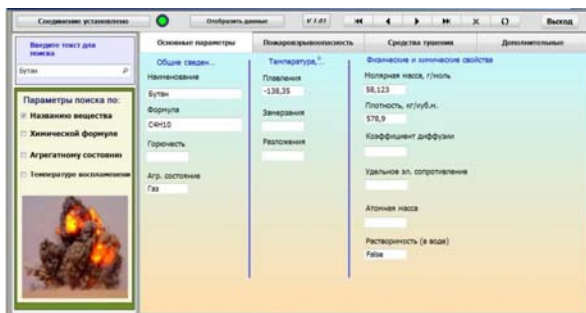 Соединение установлено
Отобразить данные
V 1.01
Выход
Введите текст для поиска
Бутан
Параметры поиска по:
Названию вещества
Химической формуле
Агрегатному состоянию
Температуре воспламенени
Основные параметры
Пожаровзрывоопасность
Средства тушения
Дополнительные
Общие сведен...
Наименование
Бутан
Формула
C4H10
Горючесть
Агр. состояние
Газ
Температура,°...
Плавления
-138,35
Замерзания
Разложения
Физические и химические свойства
Молярная масса, г/моль
58,123
Плотность, кг/куб.м.
578,9
Коэффициент диффузии
Удельное эл. сопротивление
Атомная масса
Растворимость (в воде)
False